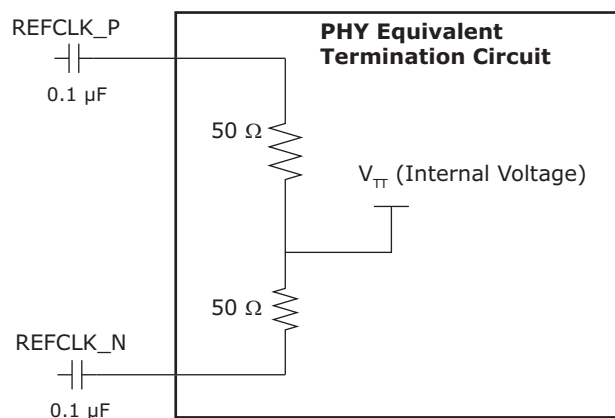 REFCLK_P
0.1 µF
PHY Equivalent
Termination Circuit
50 Ω
V_TT (Internal Voltage)
50 Ω
REFCLK_N
0.1 µF